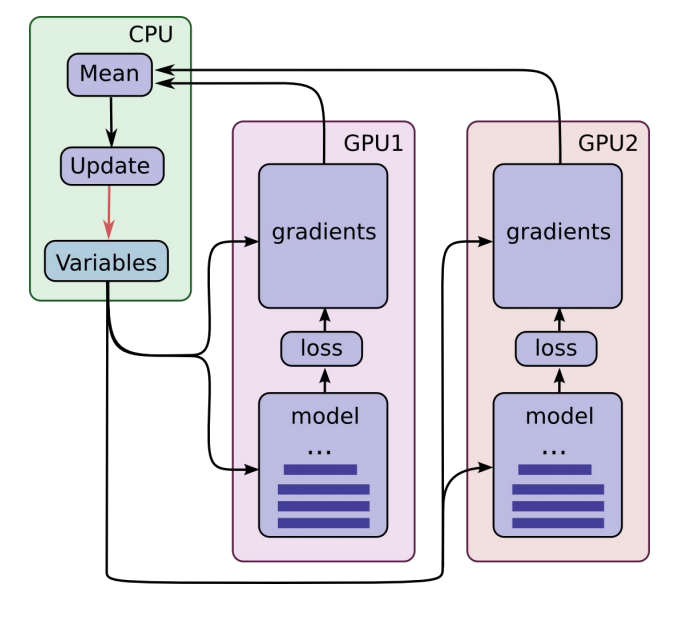 CPU
Mean
Update
Variables
GPU1
gradients
loss
model
...
GPU2
gradients
loss
model
...